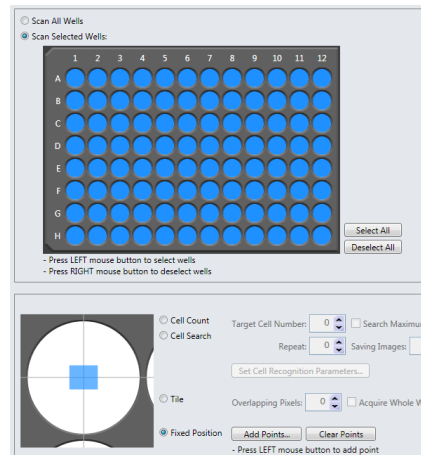 Scan All Wells
Scan Selected Wells:
1 2 3 4 5 6 7 8 9 10 11 12
A
B
C
D
E
F
G
H
Select All
Deselect All
- Press LEFT mouse button to select wells
- Press RIGHT mouse button to deselect wells
Cell Count
Target Cell Number: 0 Search Maximu
Cell Search
Repeat: 0 Saving Images:
Set Cell Recognition Parameters...
Tile
Overlapping Pixels: 0 Acquire Whole W
Fixed Position
Add Points... Clear Points
- Press LEFT mouse button to add point